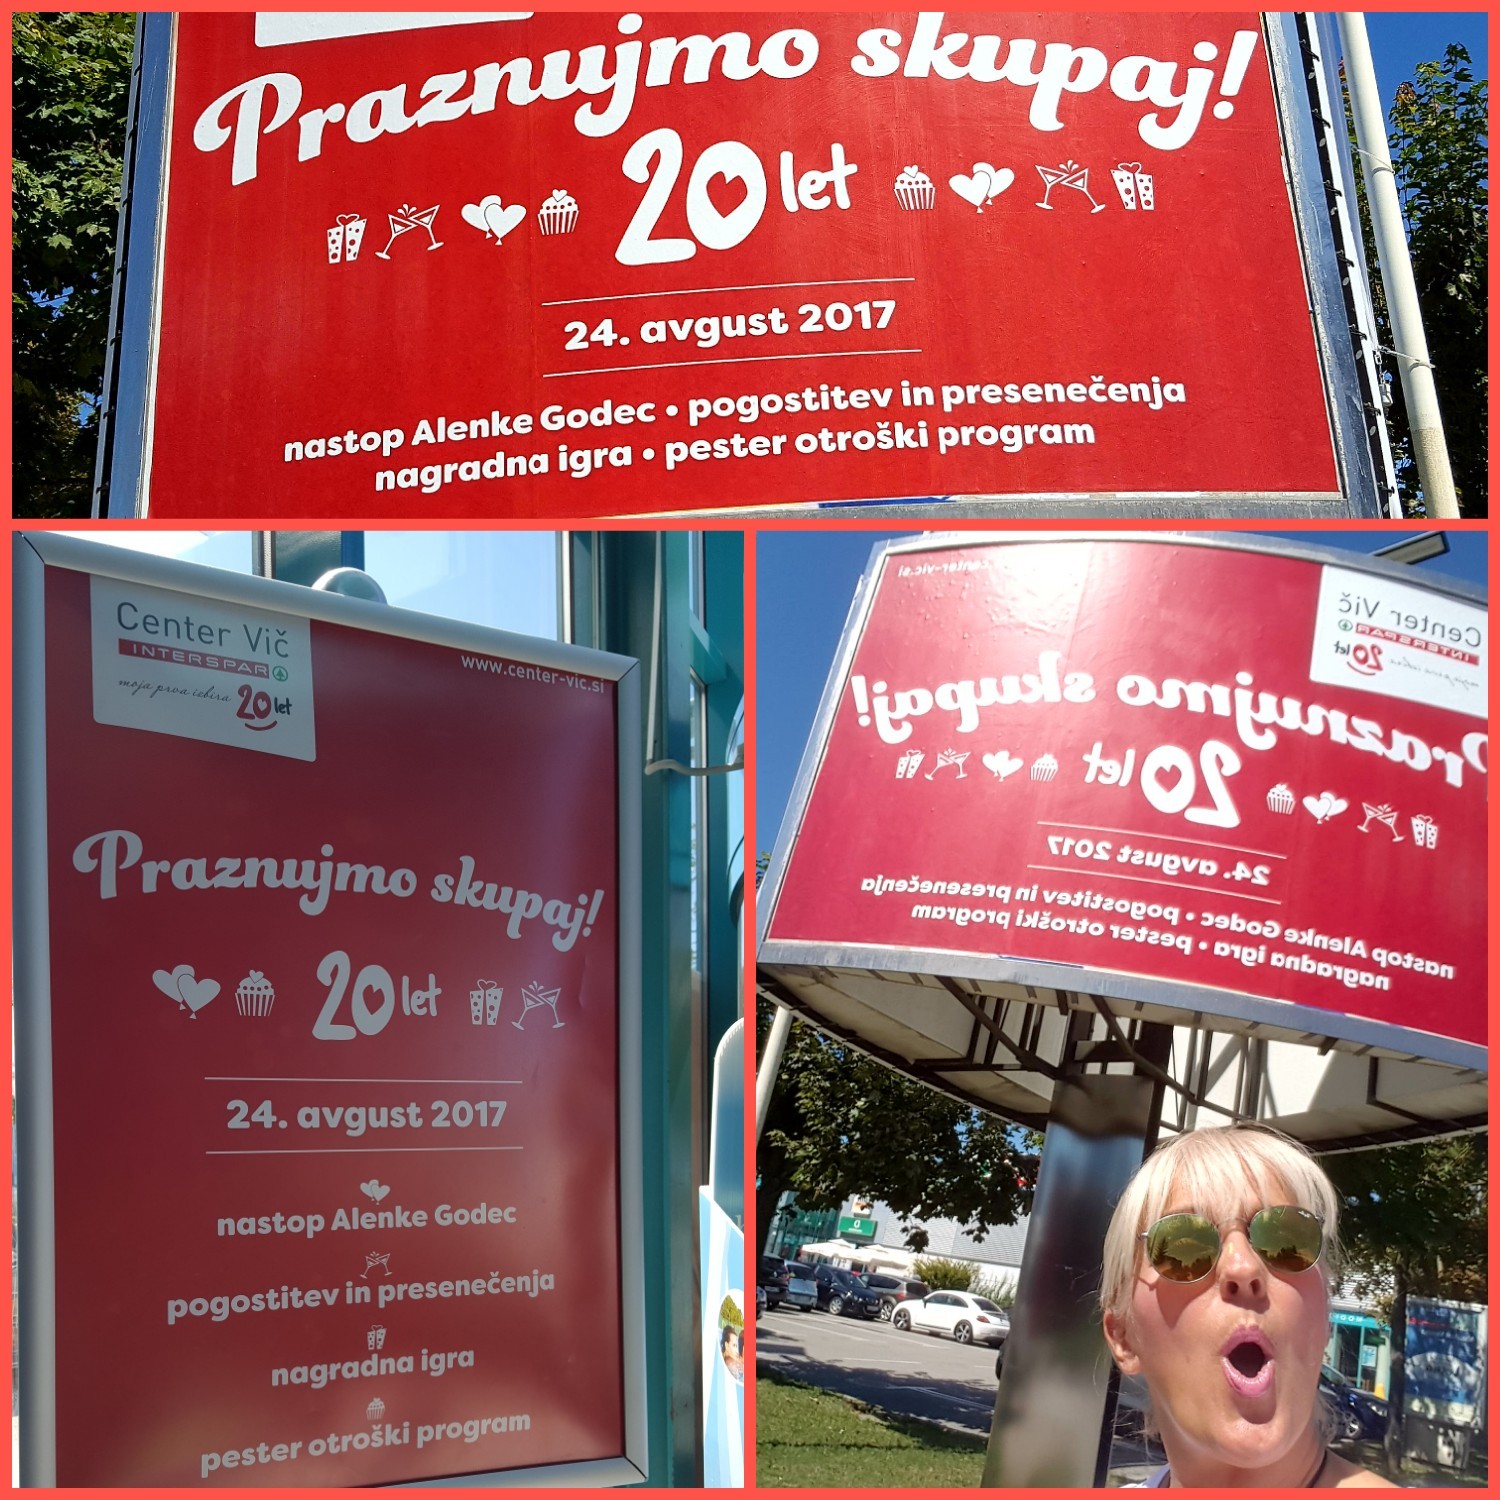 Praznujmo skupaj!
20 let
24. avgust 2017
nastop Alenke Godec • pogostitev in presenečenja
nagradna igra • pester otroški program
Center Vič
INTERSPAR
moja prva izbira 20 let
www.center-vic.si
Praznujmo skupaj!
20 let
24. avgust 2017
nastop Alenke Godec
pogostitev in presenečenja
nagradna igra
pester otroški program
center-vic.si
Center Vič
INTERSPAR
20
Praznujmo skupaj!
20 let
24. avgust 2017
nastop Alenke Godec • pogostitev in presenečenja
nagradna igra • pester otroški program